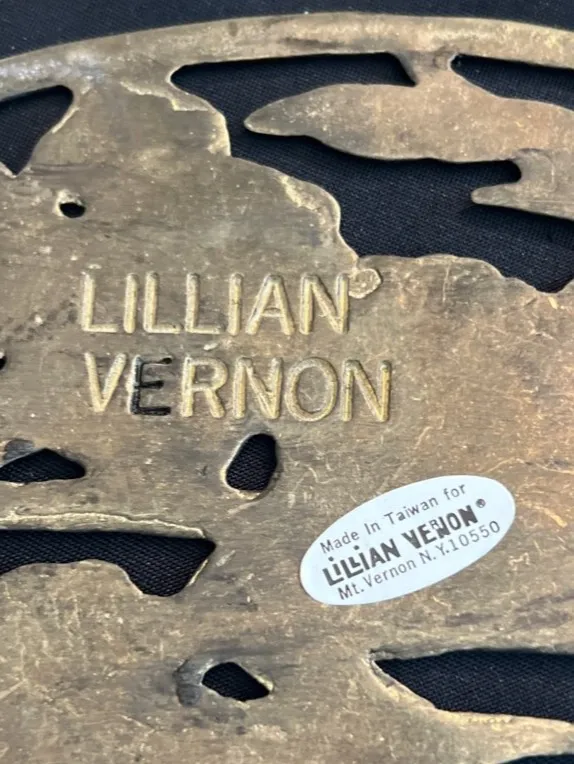 LILLIAN
VERNON
Made In Taiwan for
LILLIAN VERNON®
Mt. Vernon N.Y.10550